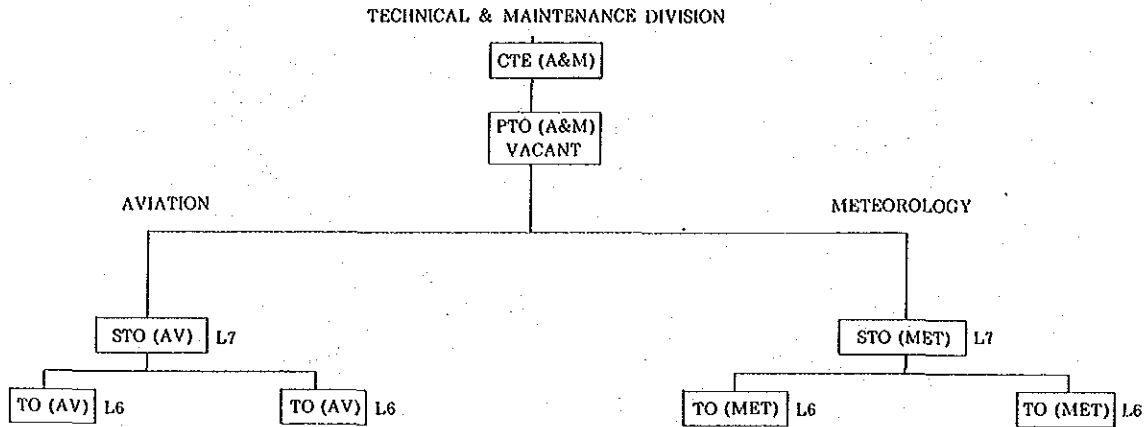 TECHNICAL & MAINTENANCE DIVISION
CTE (A&M)
PTO (A&M)
VACANT
AVIATION
METEOROLOGY
STO (AV) L7
STO (MET) L7
TO (AV) L6
TO (AV) L6
TO (MET) L6
TO (MET) L6